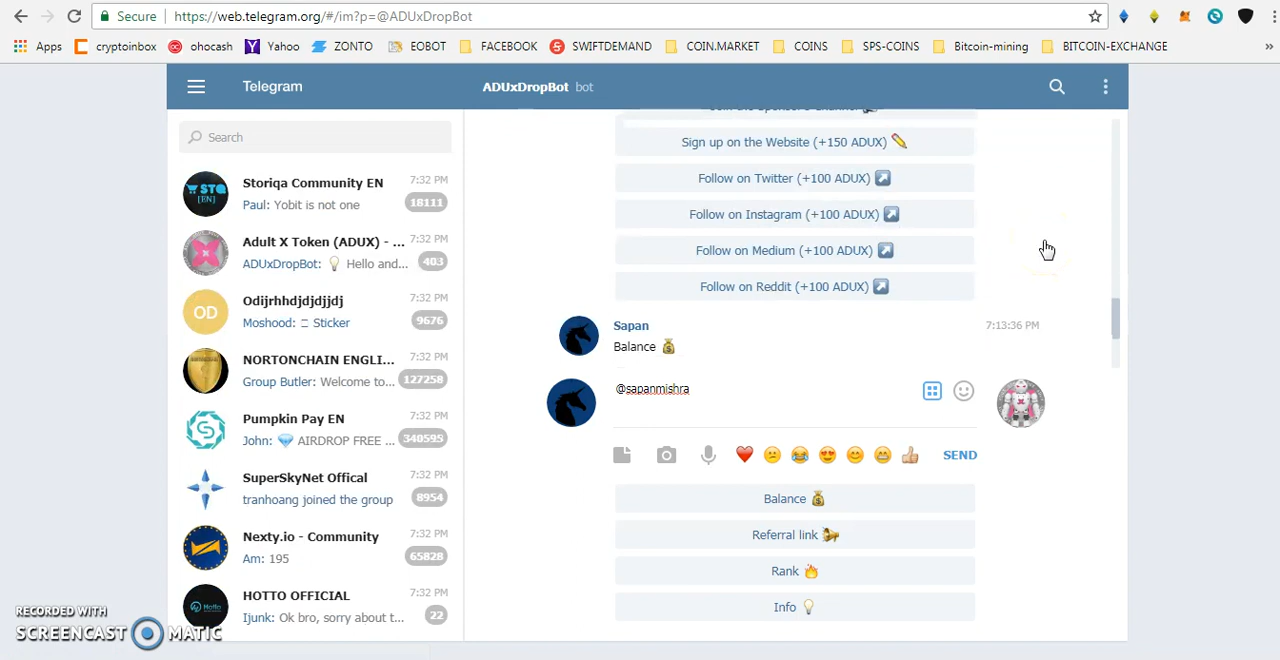 Secure https://web.telegram.org/#/im?p=@ADUxDropBot
Apps cryptoinbox ohocash Yahoo ZONTO EOBOT FACEBOOK SWIFTDEMAND COIN.MARKET COINS SPS-COINS Bitcoin-mining BITCOIN-EXCHANGE »
Telegram ADUxDropBot bot
Search
Storiqa Community EN 7:32 PM
Paul: Yobit is not one 18111
Adult X Token (ADUX) - ... 7:32 PM
ADUxDropBot: 💡 Hello and... 403
OD
Odijrhhdjdjjdjj 7:32 PM
Moshood: Sticker 9676
NORTONCHAIN ENGLI... 7:32 PM
Group Butler: Welcome to... 127258
Pumpkin Pay EN 7:32 PM
John: 💎 AIRDROP FREE ... 340595
SuperSkyNet Offical 7:32 PM
tranhoang joined the group 8954
Nexty.io - Community 7:32 PM
Am: 195 65828
HOTTO OFFICIAL 7:32 PM
Ijunk: Ok bro, sorry about t... 22
Join the Sponsor's Channel
Sign up on the Website (+150 ADUX) ✏️
Follow on Twitter (+100 ADUX) ↗️
Follow on Instagram (+100 ADUX) ↗️
Follow on Medium (+100 ADUX) ↗️
Follow on Reddit (+100 ADUX) ↗️
Sapan 7:13:36 PM
Balance 💰
@sapanmishra
SEND
Balance 💰
Referral link 📢
Rank 🔥
Info 💡
RECORDED WITH
SCREENCAST MATIC